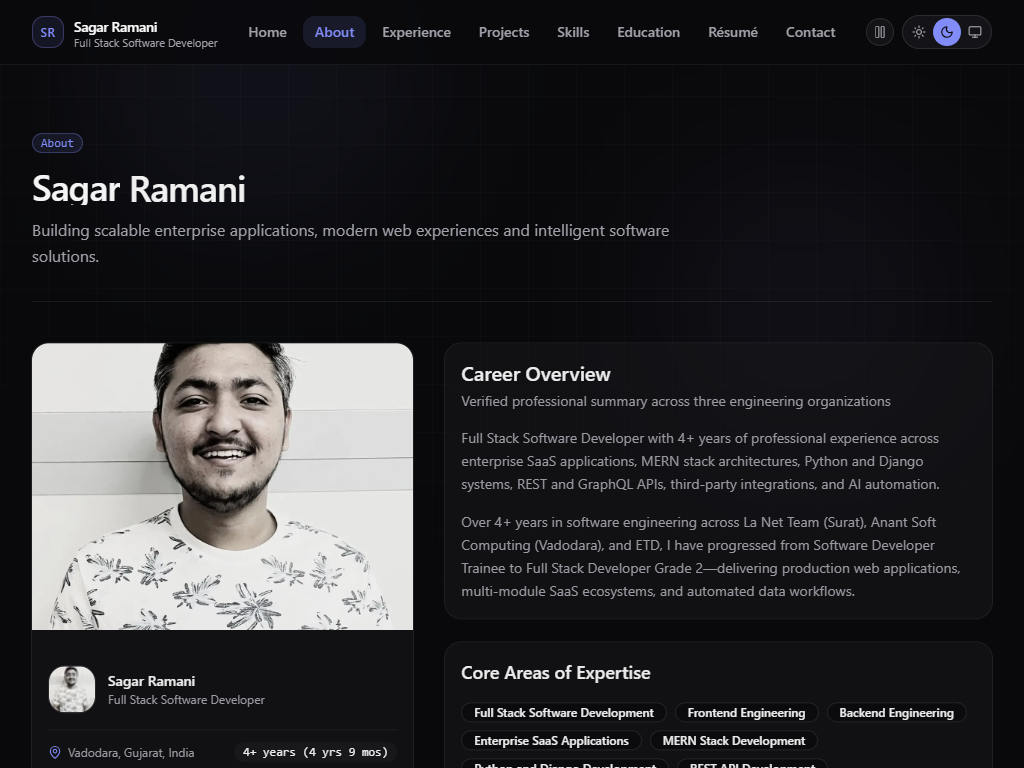 SR
Sagar Ramani
Full Stack Software Developer
Home
About
Experience
Projects
Skills
Education
Résumé
Contact
About
Sagar Ramani
Building scalable enterprise applications, modern web experiences and intelligent software
solutions.
Sagar Ramani
Full Stack Software Developer
Vadodara, Gujarat, India
4+ years (4 yrs 9 mos)
Career Overview
Verified professional summary across three engineering organizations
Full Stack Software Developer with 4+ years of professional experience across
enterprise SaaS applications, MERN stack architectures, Python and Django
systems, REST and GraphQL APIs, third-party integrations, and AI automation.
Over 4+ years in software engineering across La Net Team (Surat), Anant Soft
Computing (Vadodara), and ETD, I have progressed from Software Developer
Trainee to Full Stack Developer Grade 2—delivering production web applications,
multi-module SaaS ecosystems, and automated data workflows.
Core Areas of Expertise
Full Stack Software Development
Frontend Engineering
Backend Engineering
Enterprise SaaS Applications
MERN Stack Development
Python and Django Development
REST API Development